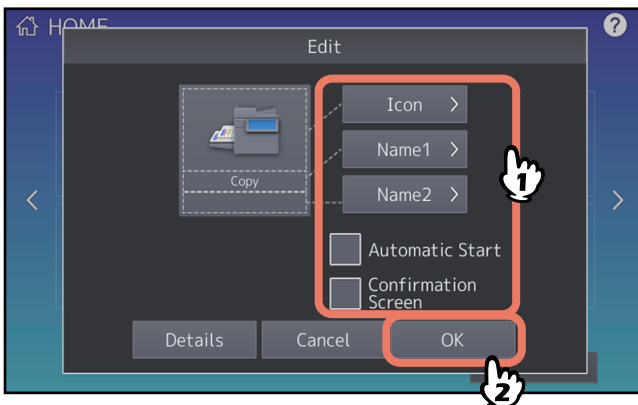 HOME
?
Edit
Icon >
Name1 >
Copy
Name2 >
< >
Automatic Start
Confirmation
Screen
Details Cancel OK
1
2